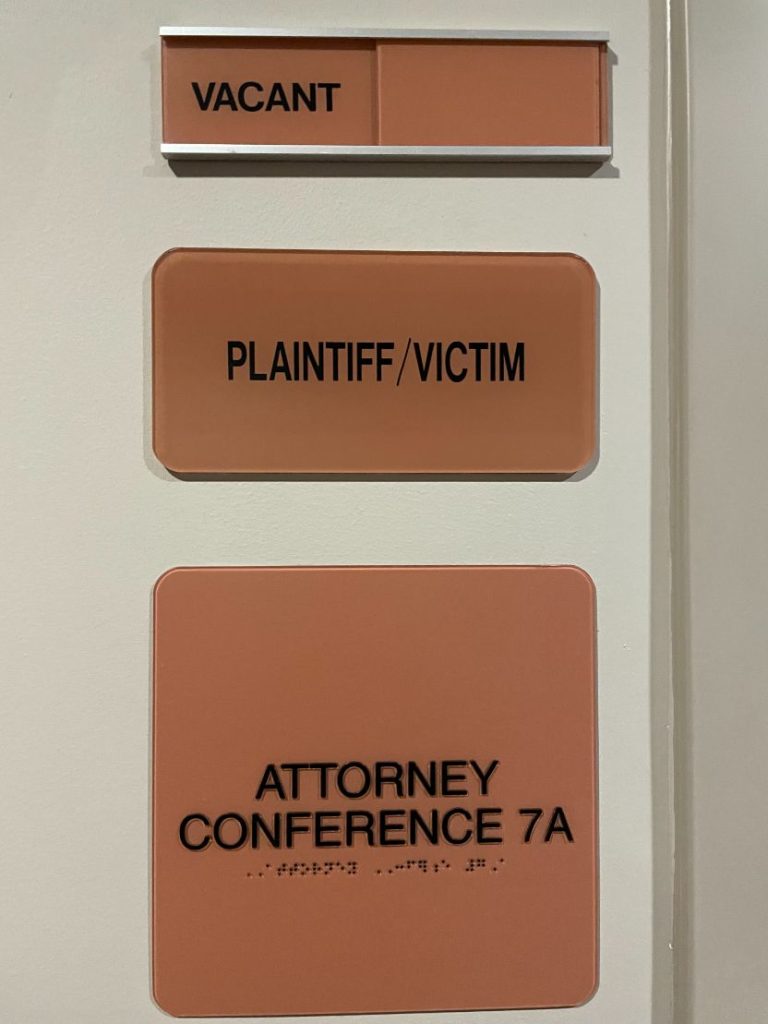 VACANT
PLAINTIFF/VICTIM
ATTORNEY
CONFERENCE 7A